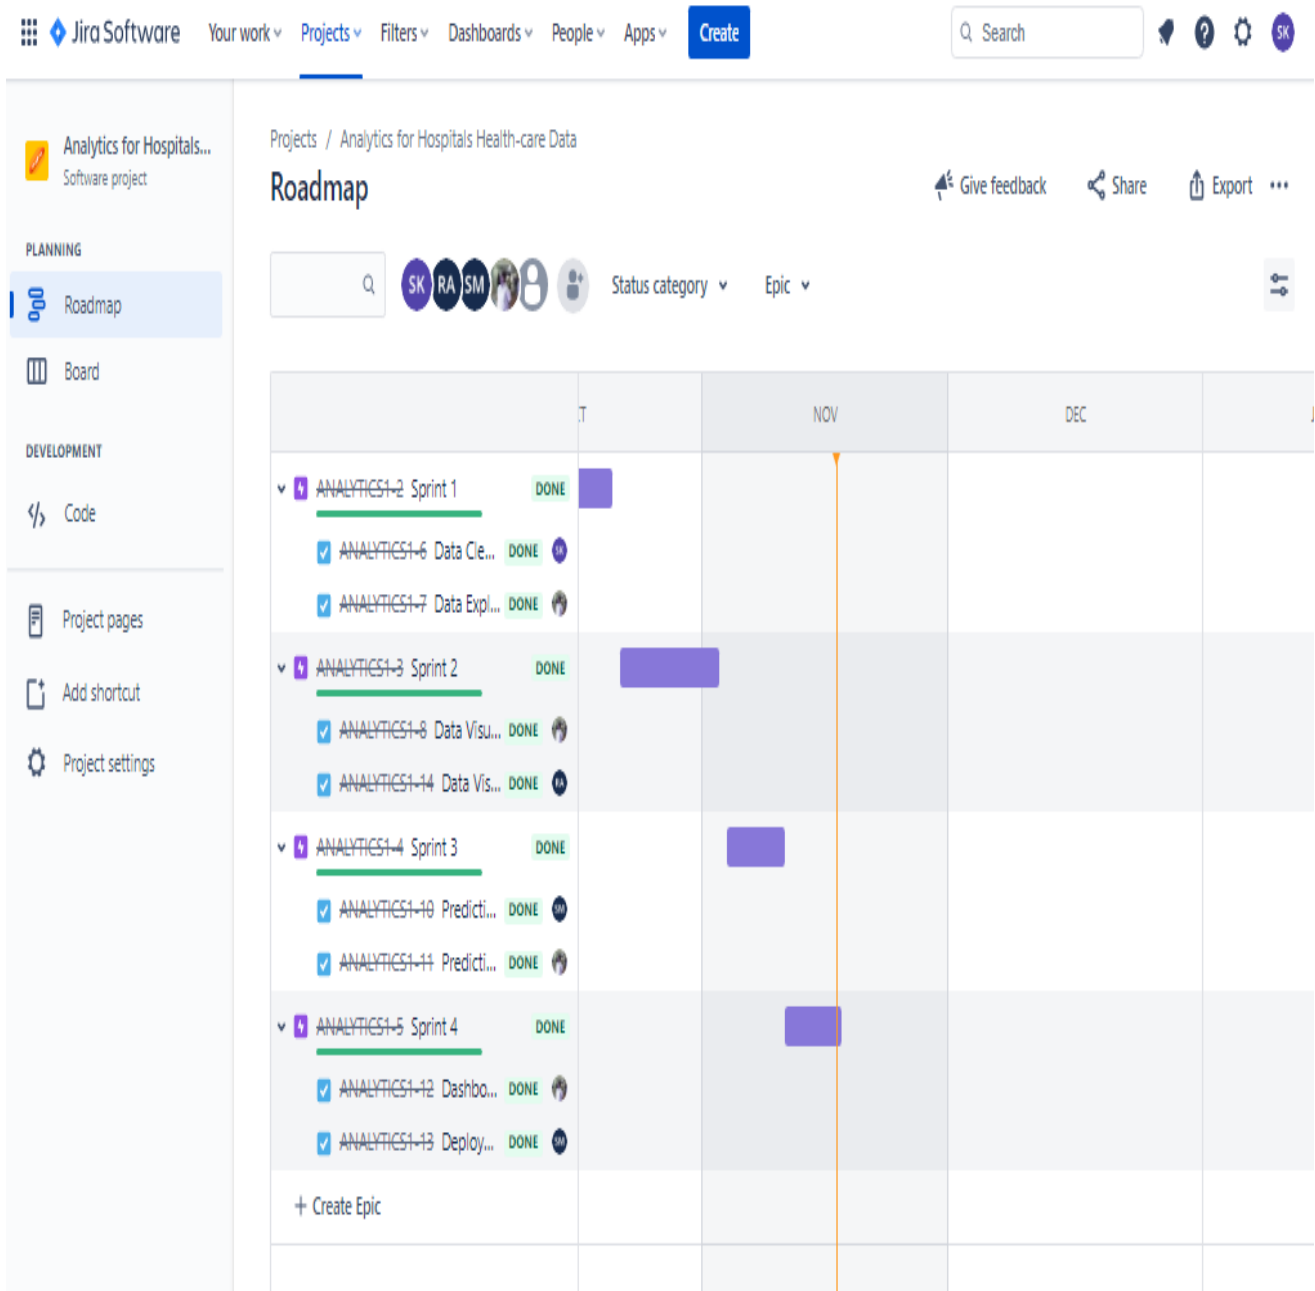 Jira Software Your work Projects Filters Dashboards People Apps Create Search SK
Analytics for Hospitals...
Software project
PLANNING
Roadmap
Board
DEVELOPMENT
Code
Project pages
Add shortcut
Project settings
Projects / Analytics for Hospitals Health-care Data
Roadmap
Give feedback Share Export
SK RA SM Status category Epic
NOV DEC
ANALYTICS1-2 Sprint 1 DONE
ANALYTICS1-6 Data Cle... DONE SK
ANALYTICS1-7 Data Expl... DONE
ANALYTICS1-3 Sprint 2 DONE
ANALYTICS1-8 Data Visu... DONE
ANALYTICS1-14 Data Vis... DONE RA
ANALYTICS1-4 Sprint 3 DONE
ANALYTICS1-10 Predicti... DONE SM
ANALYTICS1-11 Predicti... DONE
ANALYTICS1-5 Sprint 4 DONE
ANALYTICS1-12 Dashbo... DONE
ANALYTICS1-13 Deploy... DONE SM
+ Create Epic